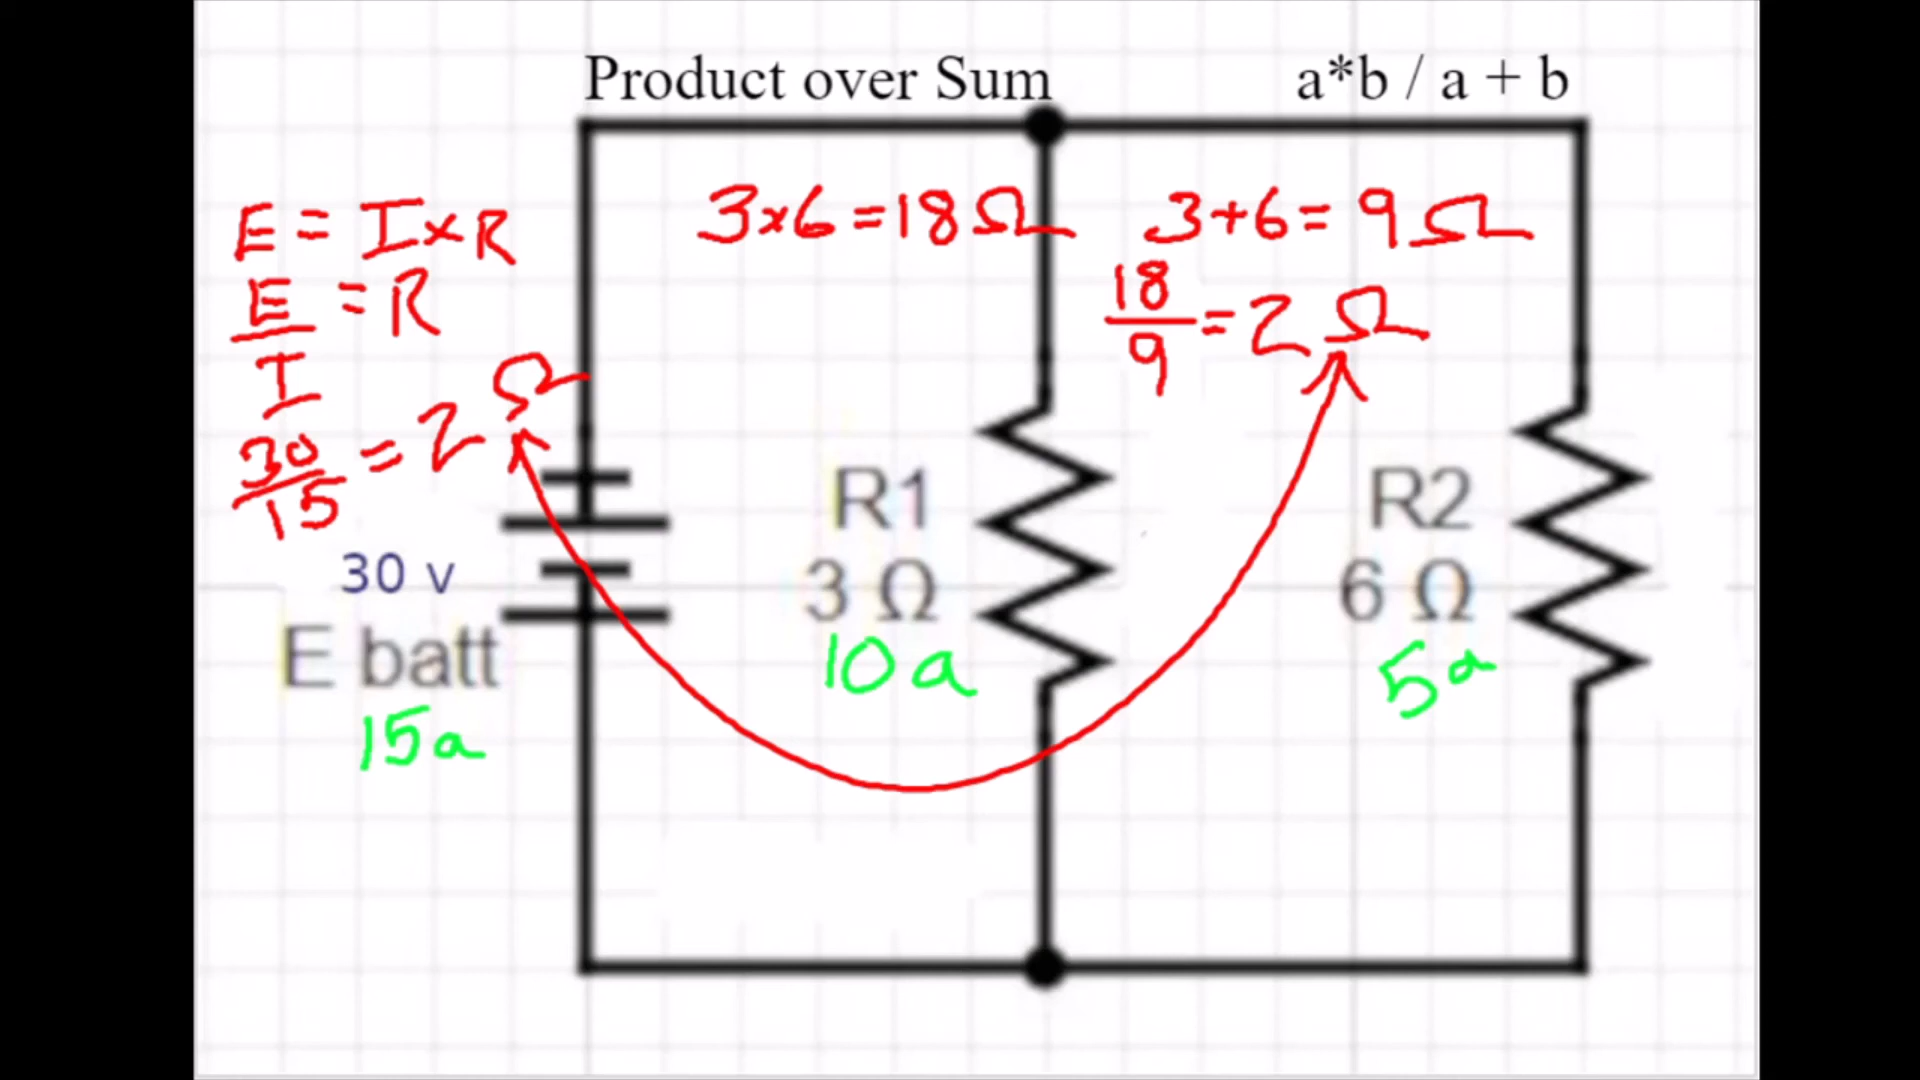 Product over Sum
a*b / a + b
E = I × R
3×6=18Ω
3+6=9Ω
E/I = R
18/9=2Ω
30/15=2Ω
R1
3 Ω
10a
R2
6 Ω
5a
30 v
E batt
15a